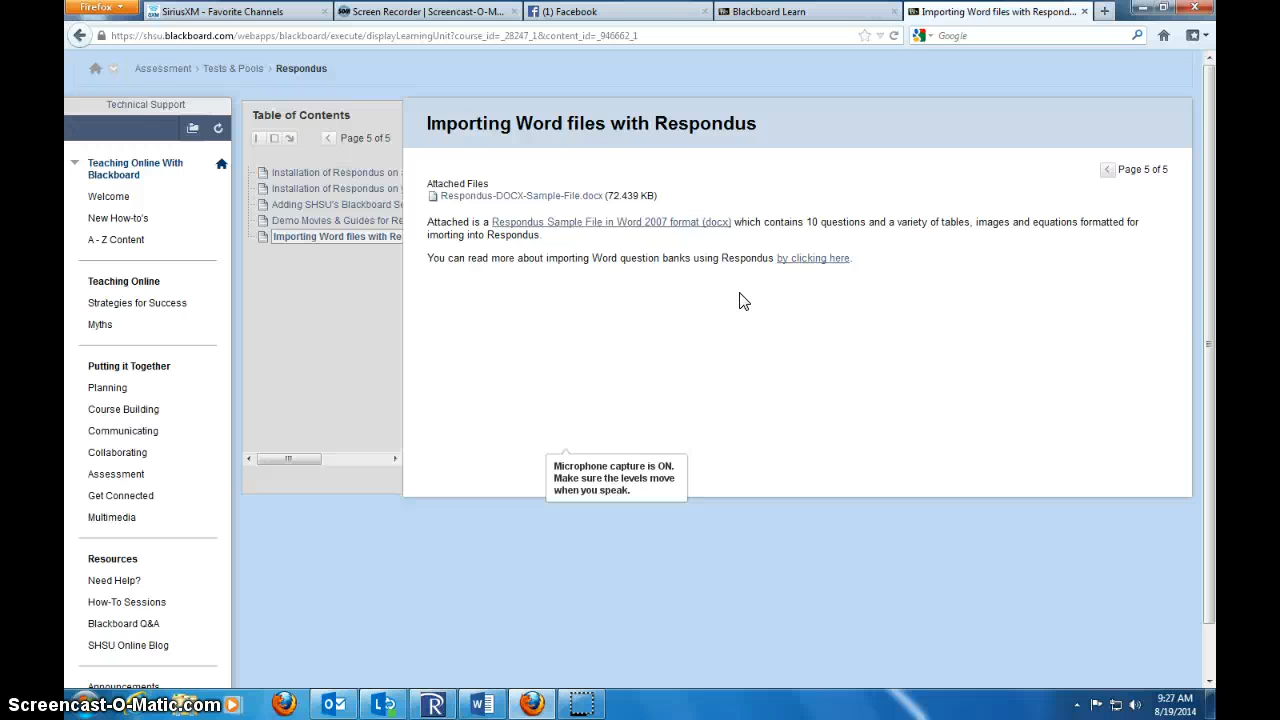 Firefox
SiriusXM - Favorite Channels
Screen Recorder | Screencast-O-M...
(1) Facebook
Blackboard Learn
Importing Word files with Respond...
https://shsu.blackboard.com/webapps/blackboard/execute/displayLearningUnit?course_id=_28247_1&content_id=_946662_1
Google
Assessment > Tests & Pools > Respondus
Technical Support
Teaching Online With
Blackboard
Welcome
New How-to's
A - Z Content
Teaching Online
Strategies for Success
Myths
Putting it Together
Planning
Course Building
Communicating
Collaborating
Assessment
Get Connected
Multimedia
Resources
Need Help?
How-To Sessions
Blackboard Q&A
SHSU Online Blog
Announcements
Table of Contents
Page 5 of 5
Installation of Respondus on
Installation of Respondus on
Adding SHSU's Blackboard Se
Demo Movies & Guides for Re
Importing Word files with Re
Importing Word files with Respondus
Page 5 of 5
Attached Files
Respondus-DOCX-Sample-File.docx (72.439 KB)
Attached is a Respondus Sample File in Word 2007 format (docx) which contains 10 questions and a variety of tables, images and equations formatted for
imorting into Respondus.
You can read more about importing Word question banks using Respondus by clicking here.
Microphone capture is ON.
Make sure the levels move
when you speak.
Screencast-O-Matic.com
9:27 AM
8/19/2014